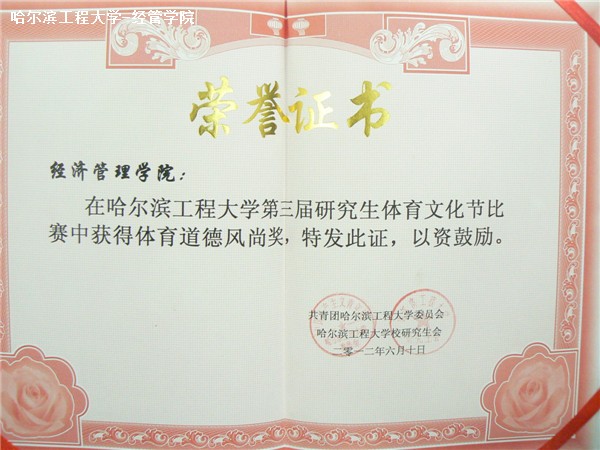 哈尔滨工程大学-经管学院
荣誉证书
经济管理学院：
在哈尔滨工程大学第三届研究生体育文化节比
赛中获得体育道德风尚奖，特发此证，以资鼓励。
共青团哈尔滨工程大学委员会
哈尔滨工程大学校研究生会
二零一二年六月十日